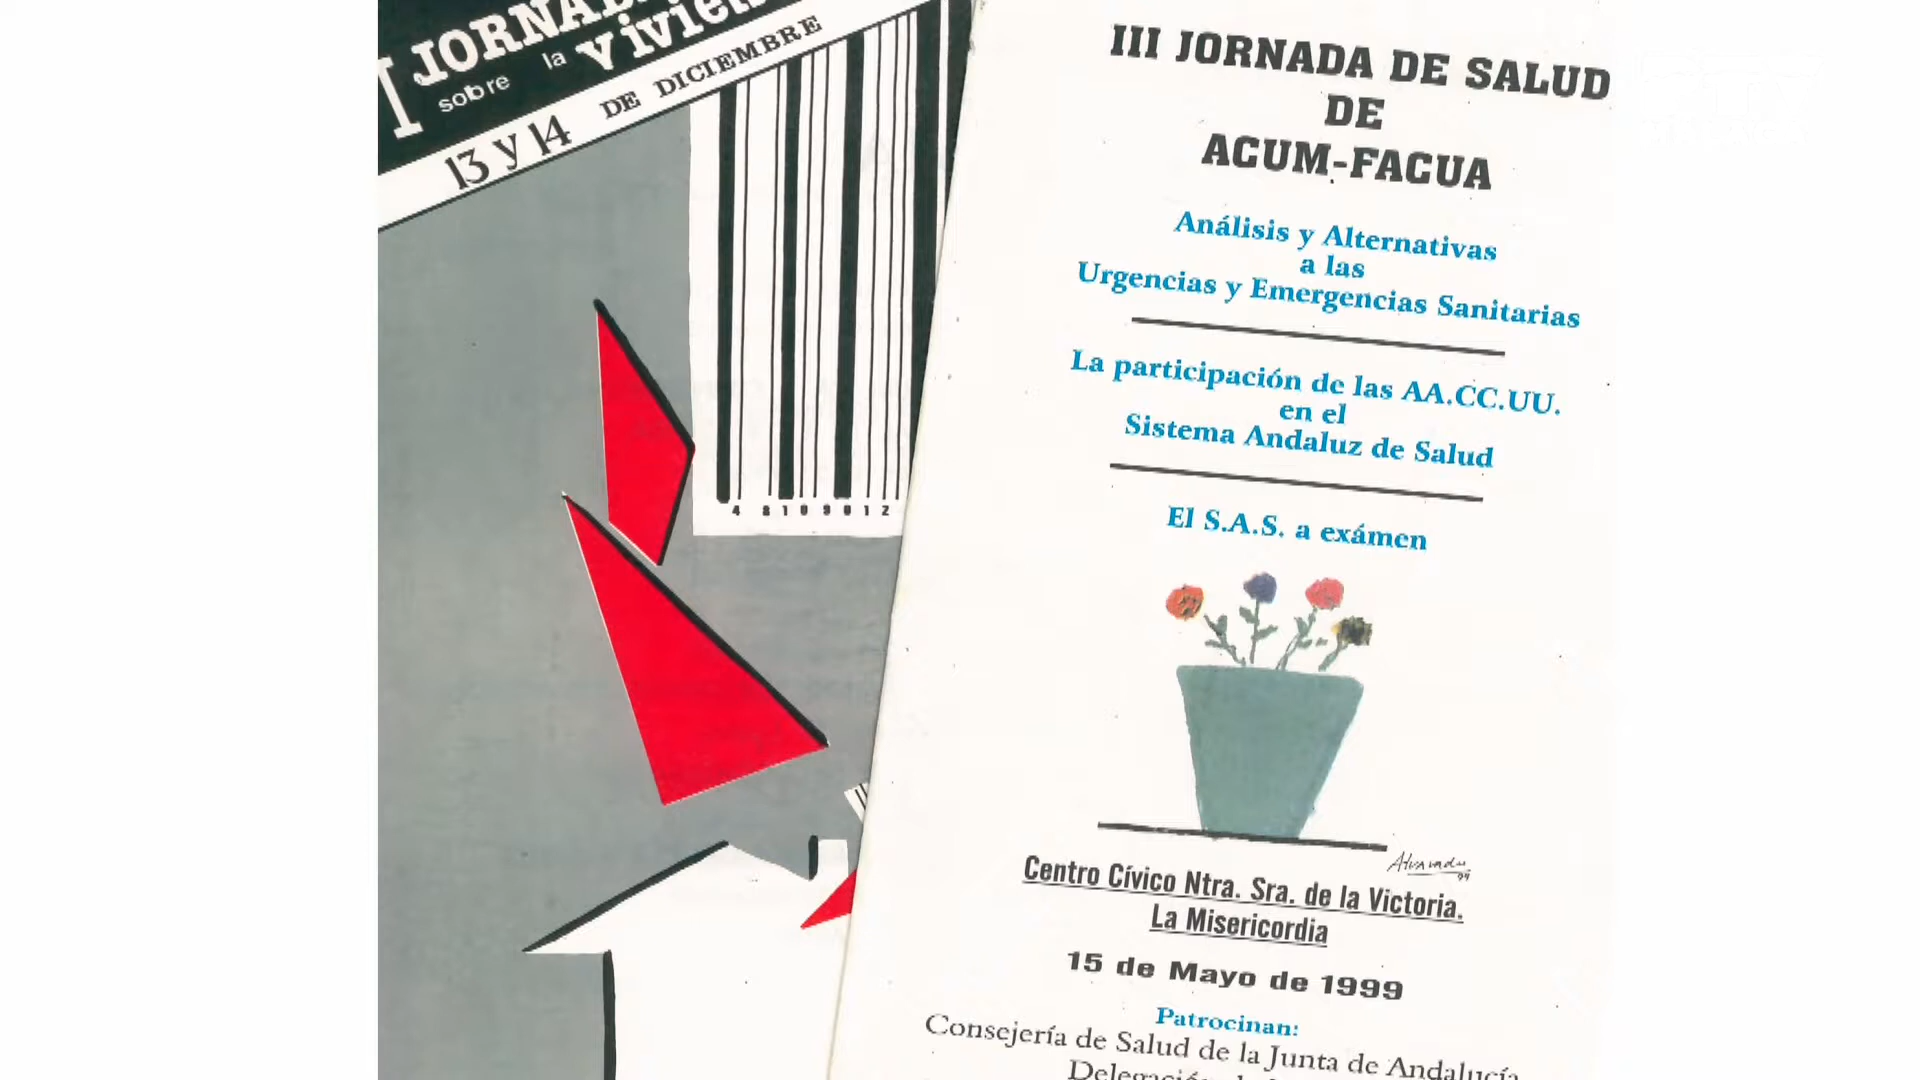 I JORNADA
sobre la Vivien
13 y 14 DE DICIEMBRE
4 8 1 0 9 0 1 2
III JORNADA DE SALUD
DE
ACUM-FACUA
Análisis y Alternativas
a las
Urgencias y Emergencias Sanitarias
La participación de las AA.CC.UU.
en el
Sistema Andaluz de Salud
El S.A.S. a exámen
Alvarado
99
Centro Cívico Ntra. Sra. de la Victoria.
La Misericordia
15 de Mayo de 1999
Patrocinan:
Consejería de Salud de la Junta de Andalucía